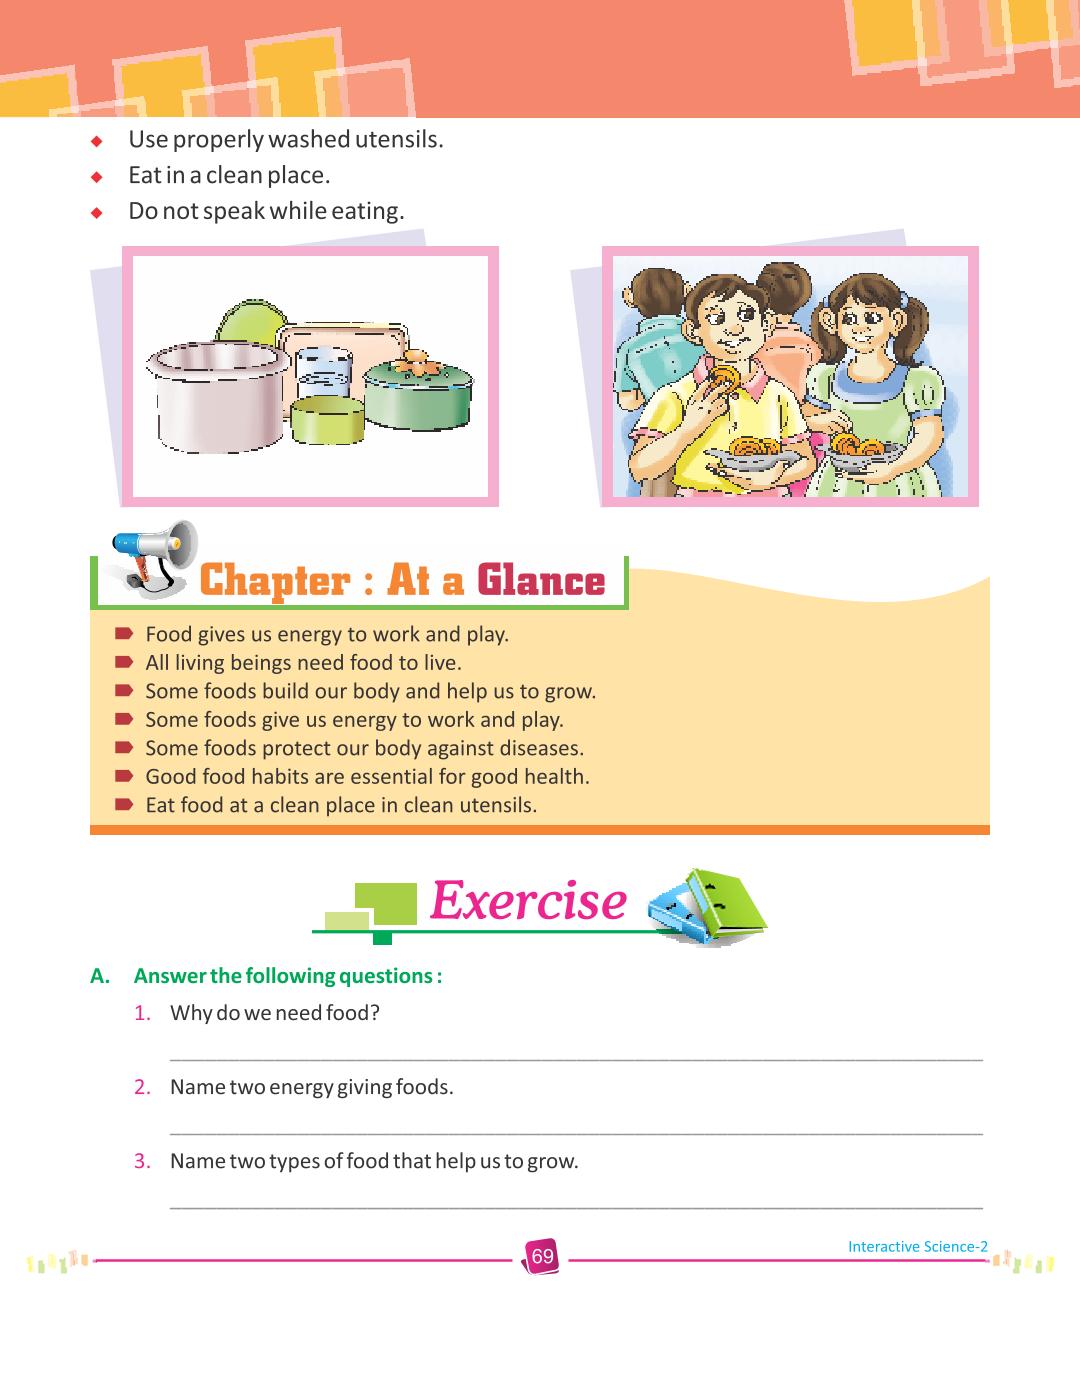 ◆ Use properly washed utensils.
◆ Eat in a clean place.
◆ Do not speak while eating.
Chapter : At a Glance
Food gives us energy to work and play.
All living beings need food to live.
Some foods build our body and help us to grow.
Some foods give us energy to work and play.
Some foods protect our body against diseases.
Good food habits are essential for good health.
Eat food at a clean place in clean utensils.
Exercise
A. Answer the following questions :
1. Why do we need food?
2. Name two energy giving foods.
3. Name two types of food that help us to grow.
69
Interactive Science-2